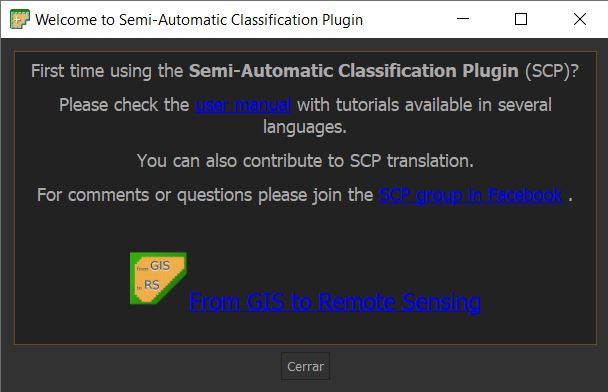 Welcome to Semi-Automatic Classification Plugin
First time using the Semi-Automatic Classification Plugin (SCP)?
Please check the user manual with tutorials available in several
languages.
You can also contribute to SCP translation.
For comments or questions please join the SCP group in Facebook .
from GIS
to RS
From GIS to Remote Sensing
Cerrar